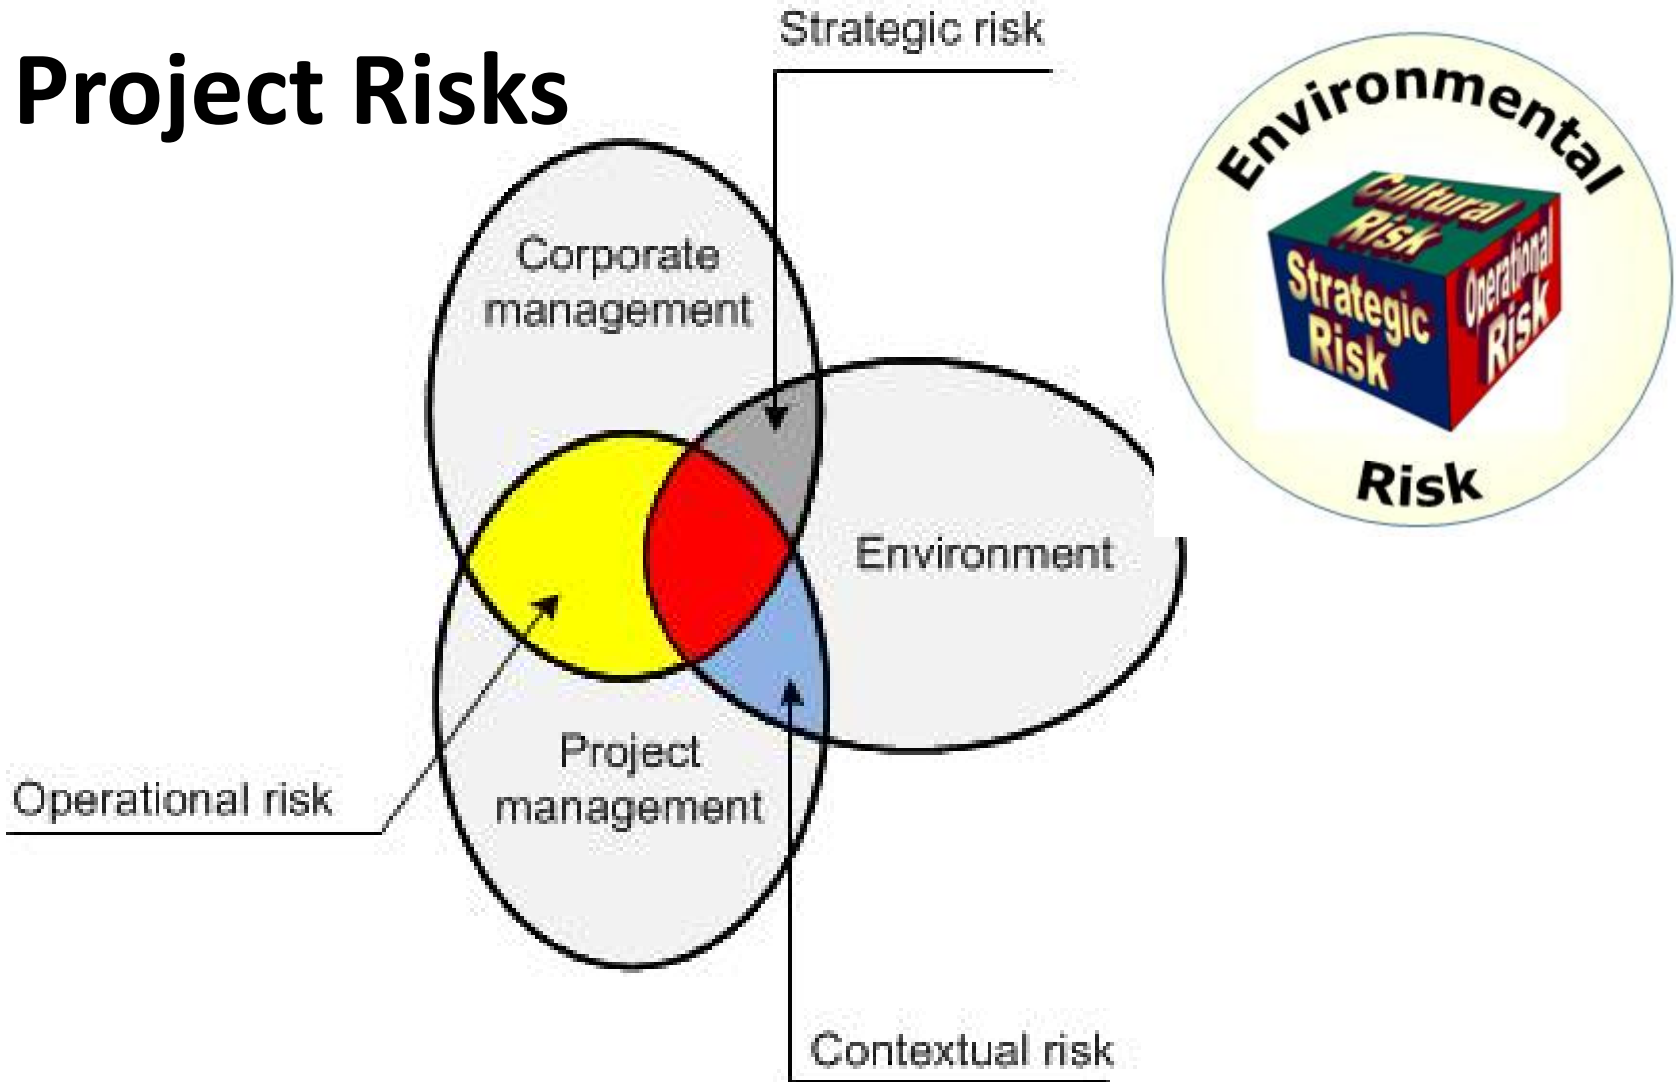 Project Risks
Strategic risk
Corporate
management
Environment
Project
management
Operational risk
Contextual risk
Environmental
Cultural
Risk
Strategic
Risk
Operational
Risk
Risk